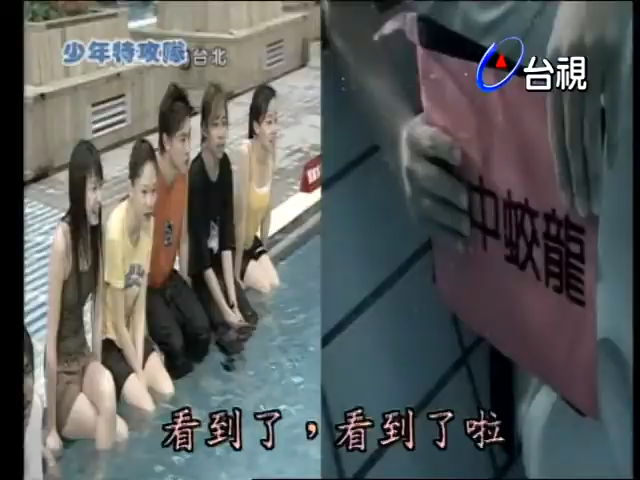 少年特攻隊台北
台視
中蛟龍
看到了，看到了啦